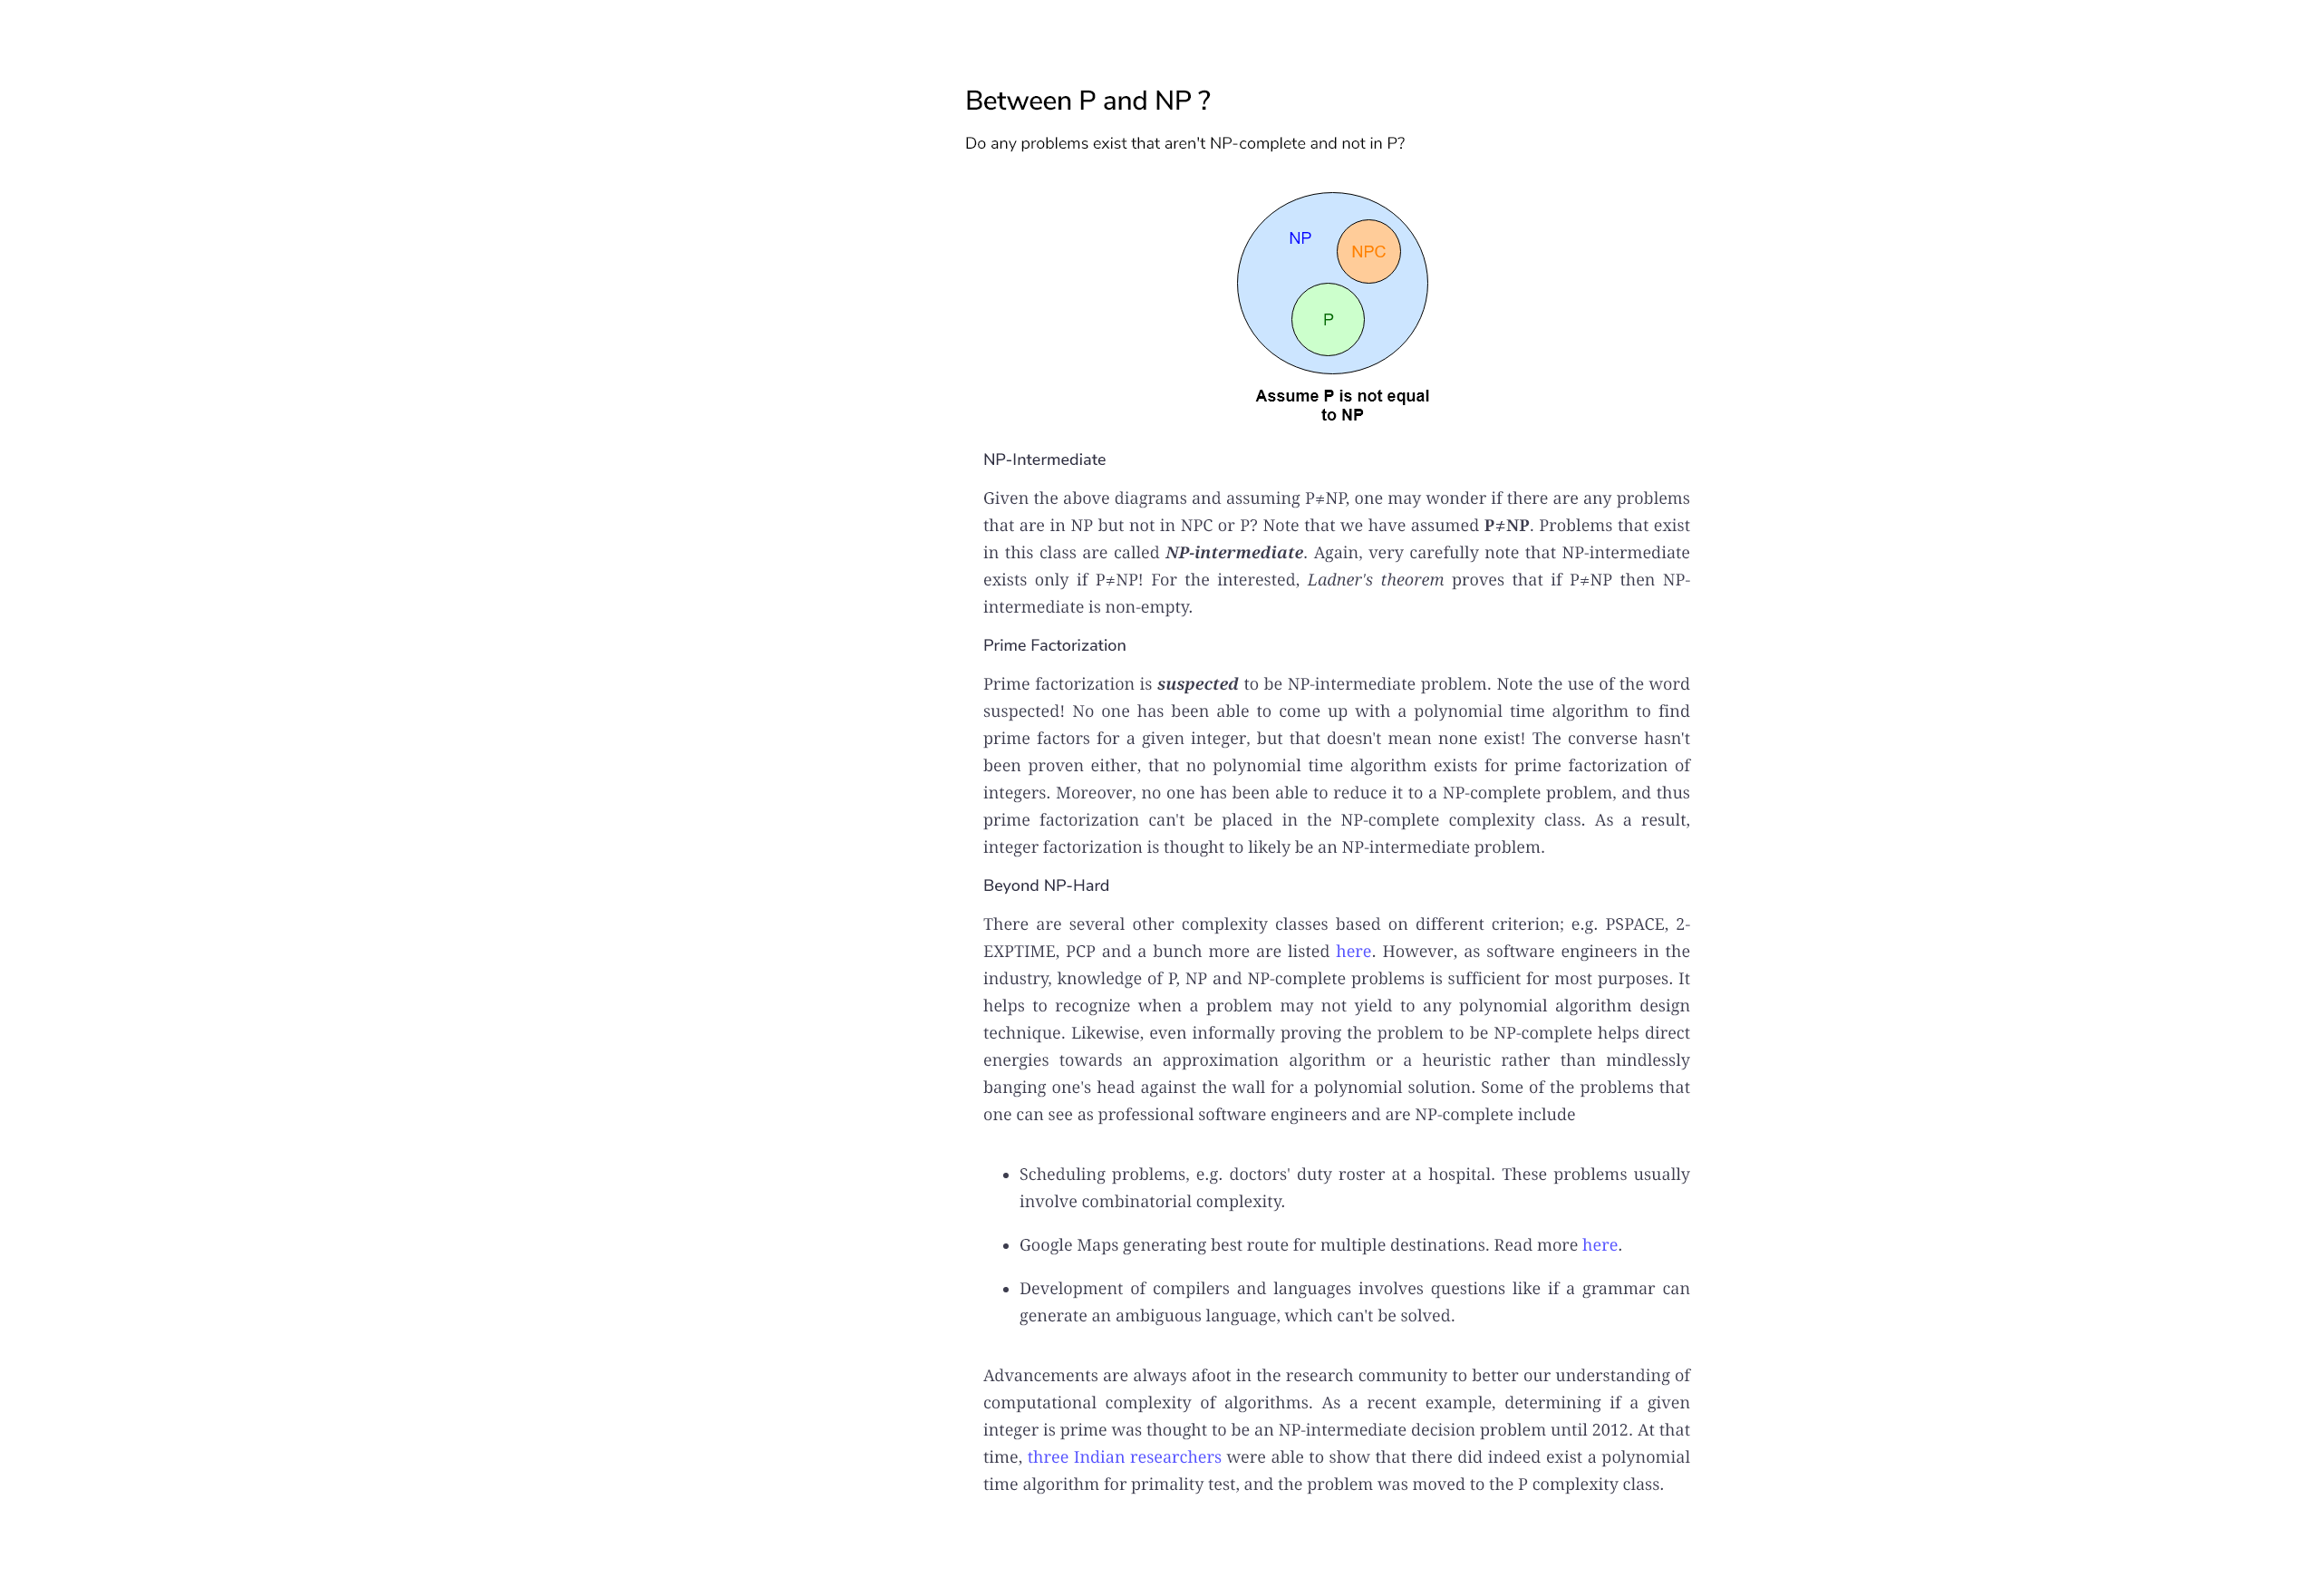 Between P and NP ?
Do any problems exist that aren't NP-complete and not in P?
NP
NPC
P
Assume P is not equal
to NP
NP-Intermediate
Given the above diagrams and assuming P≠NP, one may wonder if there are any problems
that are in NP but not in NPC or P? Note that we have assumed P≠NP. Problems that exist
in this class are called NP-intermediate. Again, very carefully note that NP-intermediate
exists only if P≠NP! For the interested, Ladner's theorem proves that if P≠NP then NP-
intermediate is non-empty.
Prime Factorization
Prime factorization is suspected to be NP-intermediate problem. Note the use of the word
suspected! No one has been able to come up with a polynomial time algorithm to find
prime factors for a given integer, but that doesn't mean none exist! The converse hasn't
been proven either, that no polynomial time algorithm exists for prime factorization of
integers. Moreover, no one has been able to reduce it to a NP-complete problem, and thus
prime factorization can't be placed in the NP-complete complexity class. As a result,
integer factorization is thought to likely be an NP-intermediate problem.
Beyond NP-Hard
There are several other complexity classes based on different criterion; e.g. PSPACE, 2-
EXPTIME, PCP and a bunch more are listed here. However, as software engineers in the
industry, knowledge of P, NP and NP-complete problems is sufficient for most purposes. It
helps to recognize when a problem may not yield to any polynomial algorithm design
technique. Likewise, even informally proving the problem to be NP-complete helps direct
energies towards an approximation algorithm or a heuristic rather than mindlessly
banging one's head against the wall for a polynomial solution. Some of the problems that
one can see as professional software engineers and are NP-complete include
• Scheduling problems, e.g. doctors' duty roster at a hospital. These problems usually
involve combinatorial complexity.
• Google Maps generating best route for multiple destinations. Read more here.
• Development of compilers and languages involves questions like if a grammar can
generate an ambiguous language, which can't be solved.
Advancements are always afoot in the research community to better our understanding of
computational complexity of algorithms. As a recent example, determining if a given
integer is prime was thought to be an NP-intermediate decision problem until 2012. At that
time, three Indian researchers were able to show that there did indeed exist a polynomial
time algorithm for primality test, and the problem was moved to the P complexity class.